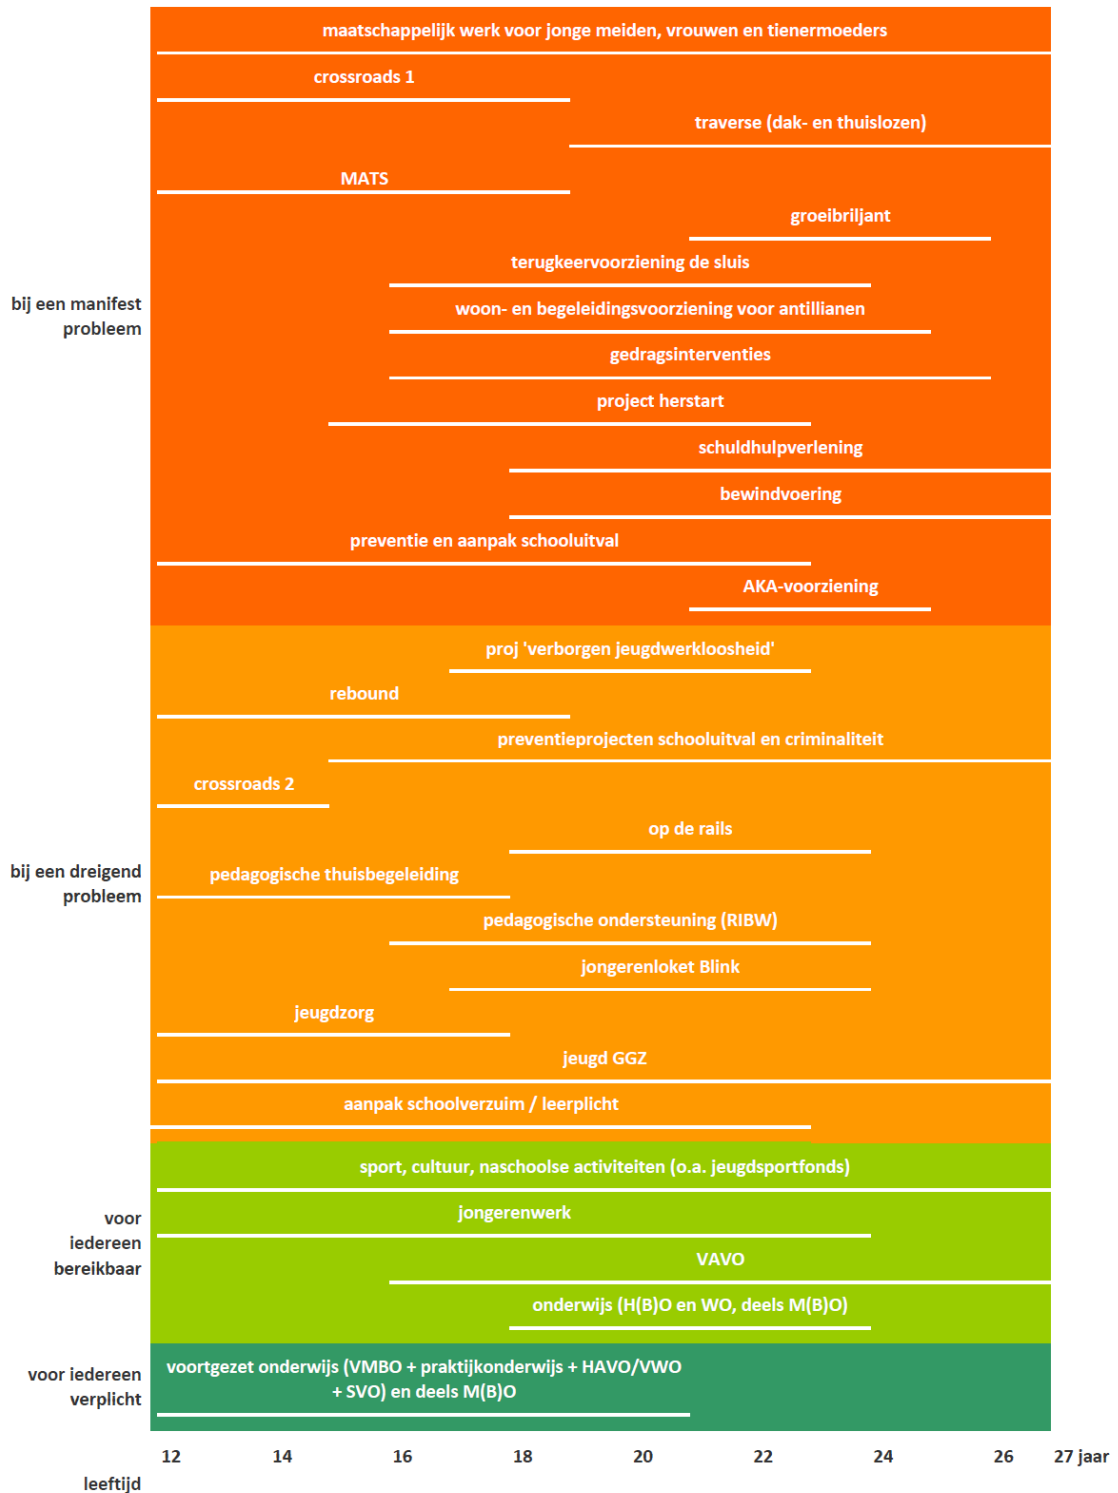 maatschappelijk werk voor jonge meiden, vrouwen en tienermoeders
crossroads 1
traverse (dak- en thuislozen)
MATS
groeibriljant
terugkeervoorziening de sluis
bij een manifest
probleem
woon- en begeleidingsvoorziening voor antillianen
gedragsinterventies
project herstart
schuldhulpverlening
bewindvoering
preventie en aanpak schooluitval
AKA-voorziening
proj 'verborgen jeugdwerkloosheid'
rebound
preventieprojecten schooluitval en criminaliteit
crossroads 2
op de rails
bij een dreigend
probleem
pedagogische thuisbegeleiding
pedagogische ondersteuning (RIBW)
jongerenloket Blink
jeugdzorg
jeugd GGZ
aanpak schoolverzuim / leerplicht
sport, cultuur, naschoolse activiteiten (o.a. jeugdsportfonds)
voor
iedereen
bereikbaar
jongerenwerk
VAVO
onderwijs (H(B)O en WO, deels M(B)O)
voor iedereen
verplicht
voortgezet onderwijs (VMBO + praktijkonderwijs + HAVO/VWO
+ SVO) en deels M(B)O
12 14 16 18 20 22 24 26 27 jaar
leeftijd